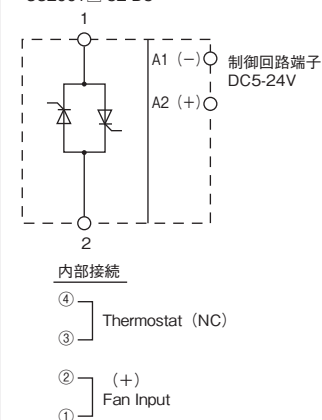 1
A1（−） 制御回路端子
DC5-24V
A2（+）
2
内部接続
④
Thermostat（NC）
③
②
（+）
Fan Input
①